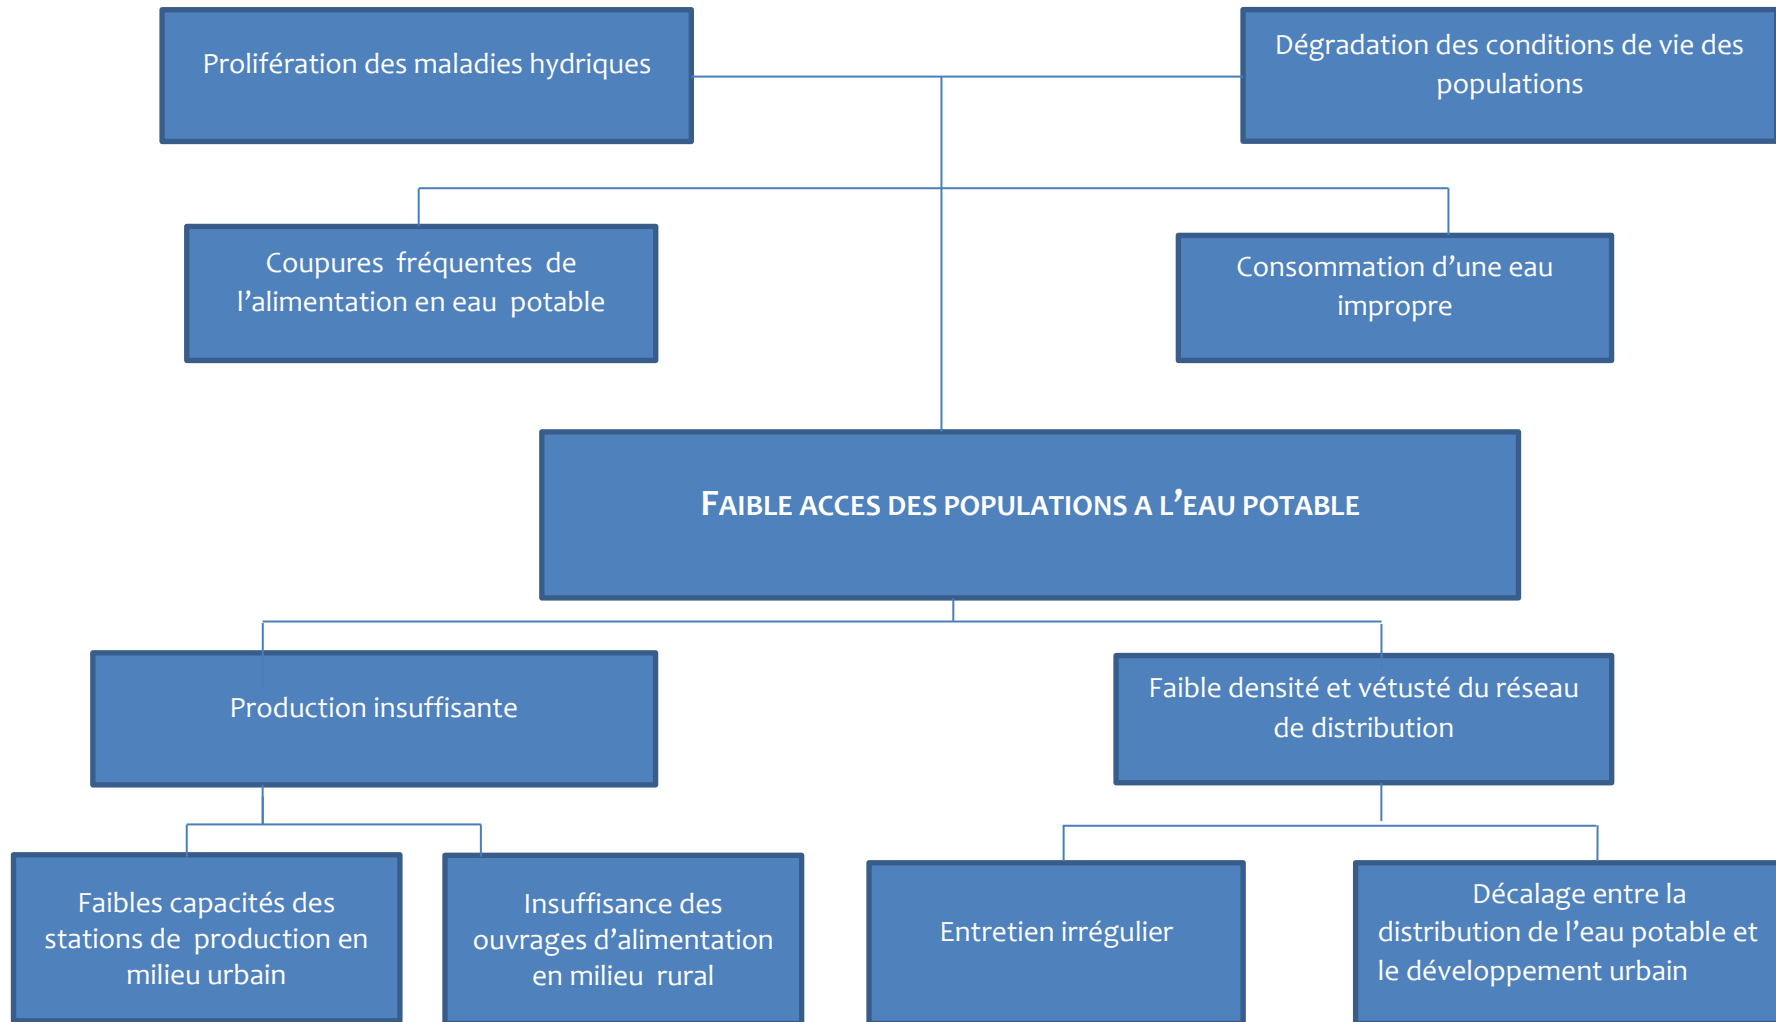 Prolifération des maladies hydriques
Dégradation des conditions de vie des
populations
Coupures fréquentes de
l’alimentation en eau potable
Consommation d’une eau
impropre
FAIBLE ACCES DES POPULATIONS A L’EAU POTABLE
Production insuffisante
Faible densité et vétusté du réseau
de distribution
Faibles capacités des
stations de production en
milieu urbain
Insuffisance des
ouvrages d’alimentation
en milieu rural
Entretien irrégulier
Décalage entre la
distribution de l’eau potable et
le développement urbain